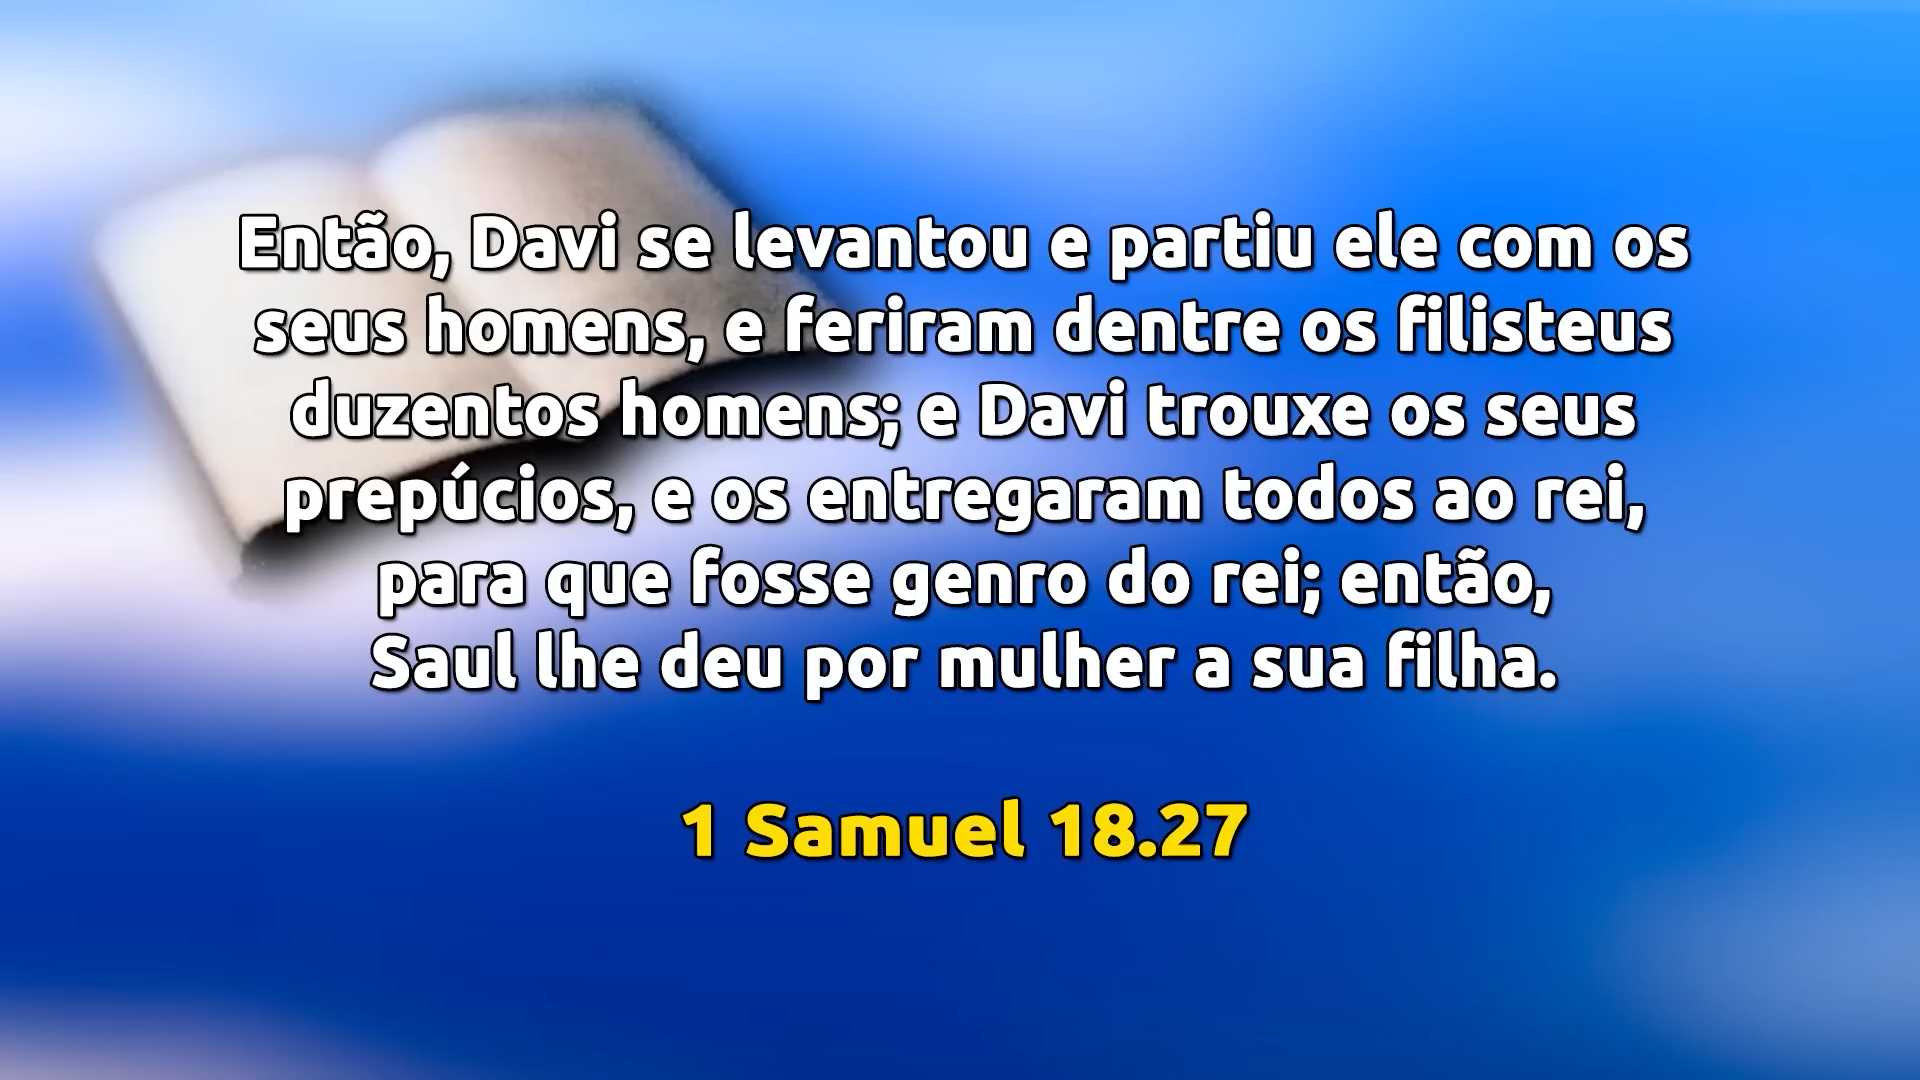 Então, Davi se levantou e partiu ele com os
seus homens, e feriram dentre os filisteus
duzentos homens; e Davi trouxe os seus
prepúcios, e os entregaram todos ao rei,
para que fosse genro do rei; então,
Saul lhe deu por mulher a sua filha.
1 Samuel 18.27